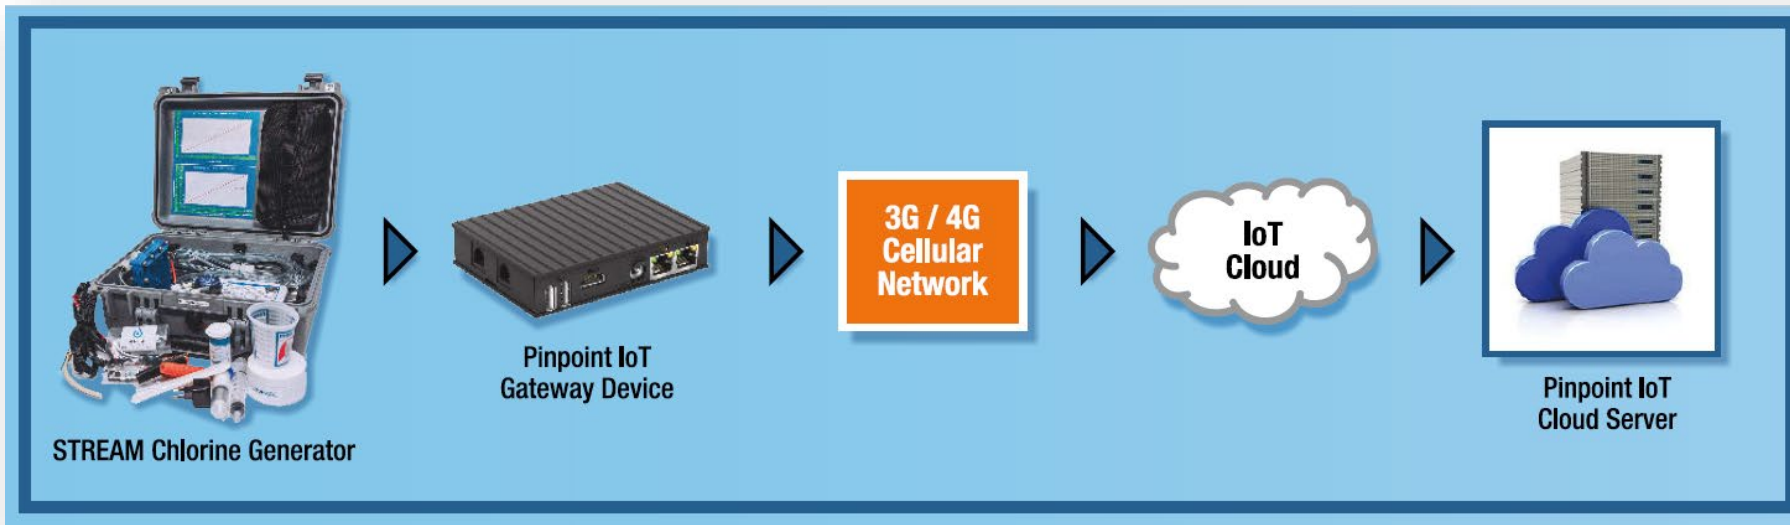 STREAM Chlorine Generator
Pinpoint IoT
Gateway Device
3G / 4G
Cellular
Network
IoT
Cloud
Pinpoint IoT
Cloud Server